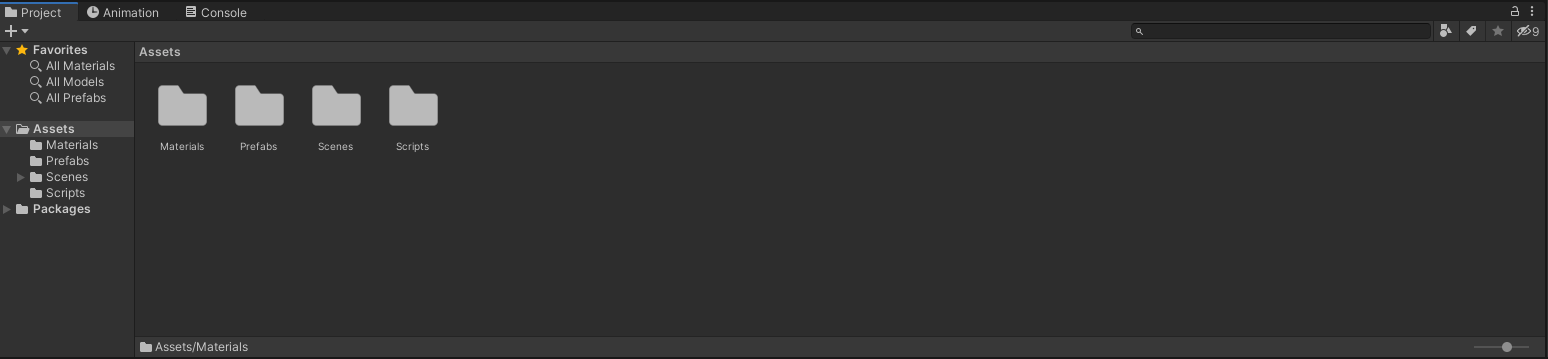 Project Animation Console
9
Favorites
All Materials
All Models
All Prefabs
Assets
Materials
Prefabs
Scenes
Scripts
Packages
Assets
Materials Prefabs Scenes Scripts
Assets/Materials